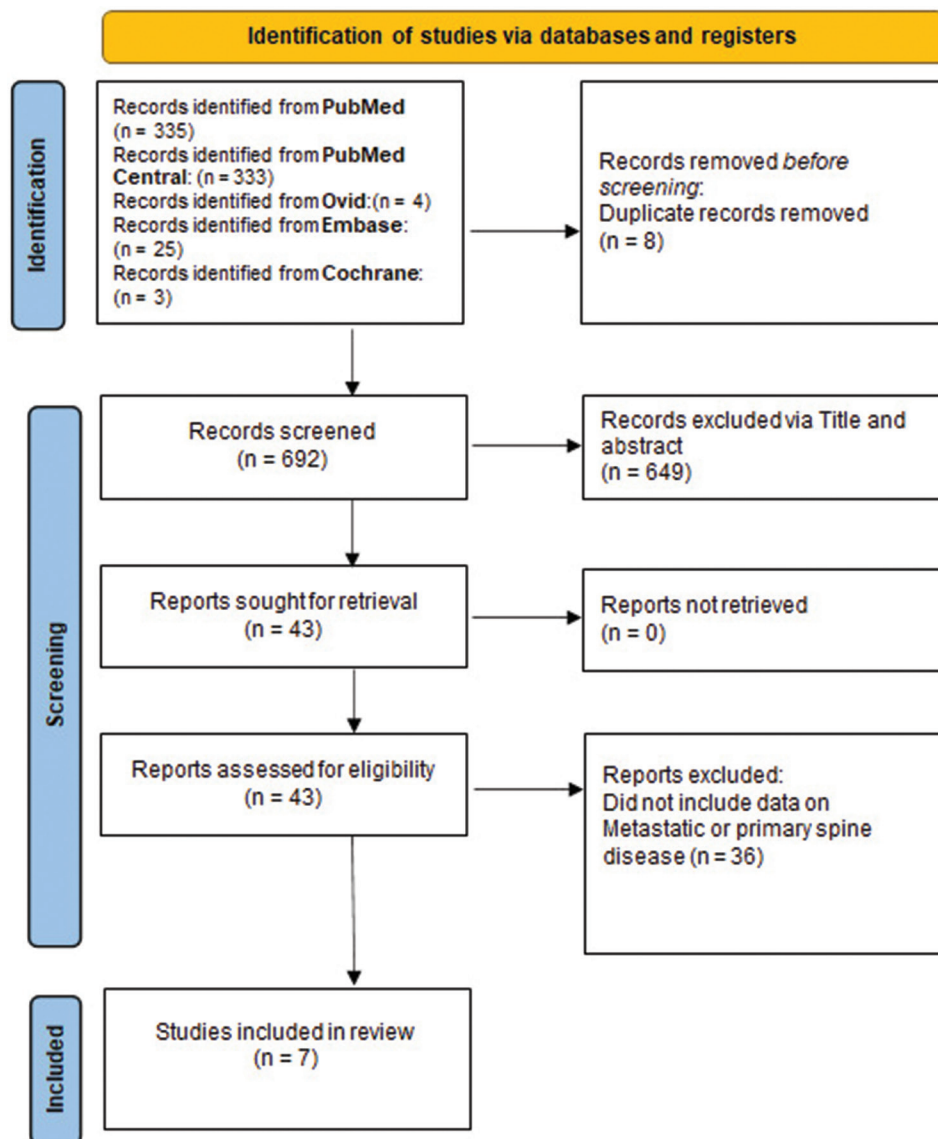 Identification of studies via databases and registers
Identification
Records identified from PubMed
(n = 335)
Records identified from PubMed
Central: (n = 333)
Records identified from Ovid:(n = 4)
Records identified from Embase:
(n = 25)
Records identified from Cochrane:
(n = 3)
Records removed before
screening:
Duplicate records removed
(n = 8)
Screening
Records screened
(n = 692)
Records excluded via Title and
abstract
(n = 649)
Reports sought for retrieval
(n = 43)
Reports not retrieved
(n = 0)
Reports assessed for eligibility
(n = 43)
Reports excluded:
Did not include data on
Metastatic or primary spine
disease (n = 36)
Included
Studies included in review
(n = 7)